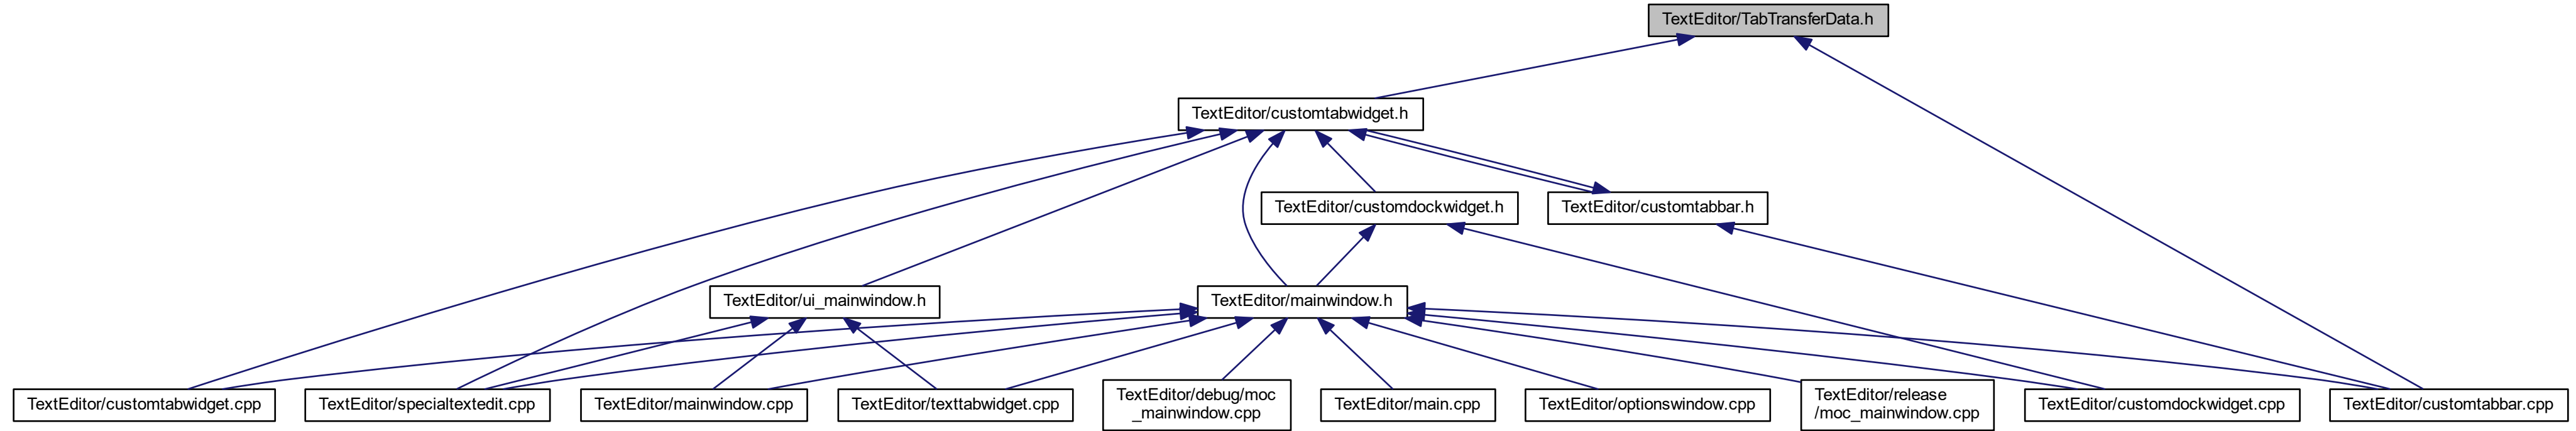 TextEditor/TabTransferData.h
TextEditor/customtabwidget.h
TextEditor/customdockwidget.h
TextEditor/customtabbar.h
TextEditor/ui_mainwindow.h
TextEditor/mainwindow.h
TextEditor/customtabwidget.cpp
TextEditor/specialtextedit.cpp
TextEditor/mainwindow.cpp
TextEditor/texttabwidget.cpp
TextEditor/debug/moc
_mainwindow.cpp
TextEditor/main.cpp
TextEditor/optionswindow.cpp
TextEditor/release
/moc_mainwindow.cpp
TextEditor/customdockwidget.cpp
TextEditor/customtabbar.cpp